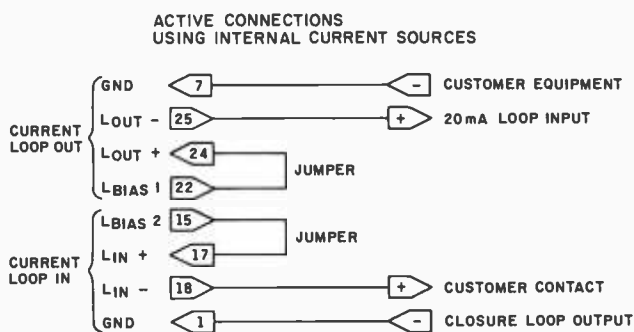 ACTIVE CONNECTIONS
USING INTERNAL CURRENT SOURCES
GND 7 - CUSTOMER EQUIPMENT
CURRENT LOOP OUT
LOUT - 25 + 20mA LOOP INPUT
LOUT + 24
JUMPER
LBIAS 1 22
LBIAS 2 15
JUMPER
CURRENT LOOP IN
LIN + 17
LIN - 18 + CUSTOMER CONTACT
GND 1 - CLOSURE LOOP OUTPUT